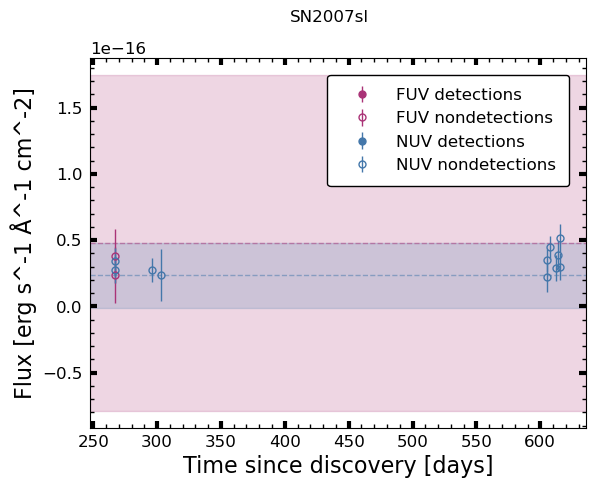 SN2007sl
1e−16
Flux [erg s^-1 Å^-1 cm^-2]
1.5
1.0
0.5
0.0
−0.5
FUV detections
FUV nondetections
NUV detections
NUV nondetections
250 300 350 400 450 500 550 600
Time since discovery [days]